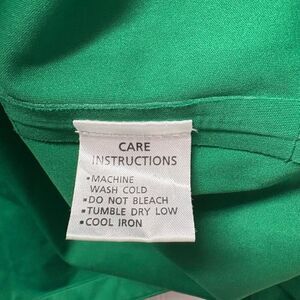 CARE
INSTRUCTIONS
▪MACHINE
WASH COLD
▪DO NOT BLEACH
▪TUMBLE DRY LOW
▪COOL IRON